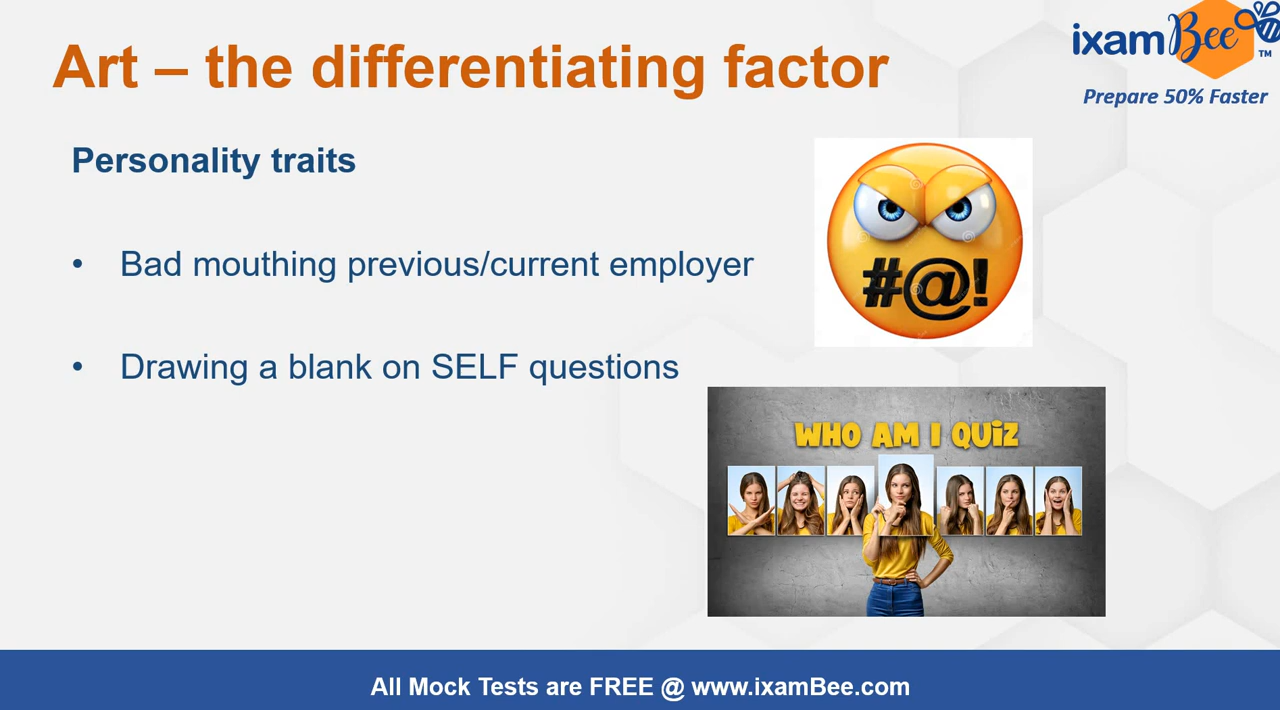 ixamBee
TM
Prepare 50% Faster
Art – the differentiating factor
Personality traits
• Bad mouthing previous/current employer
#@!
• Drawing a blank on SELF questions
WHO AM I QUiZ
All Mock Tests are FREE @ www.ixamBee.com